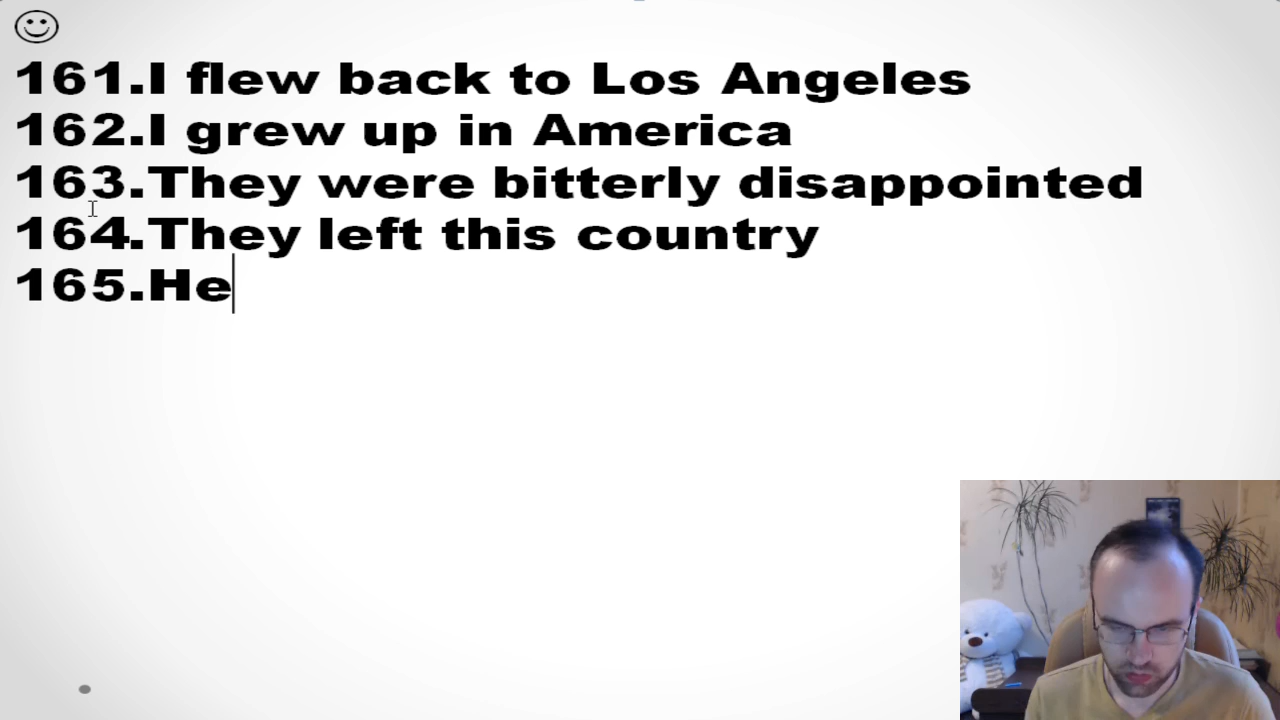 161.I flew back to Los Angeles
162.I grew up in America
163.They were bitterly disappointed
164.They left this country
165.He